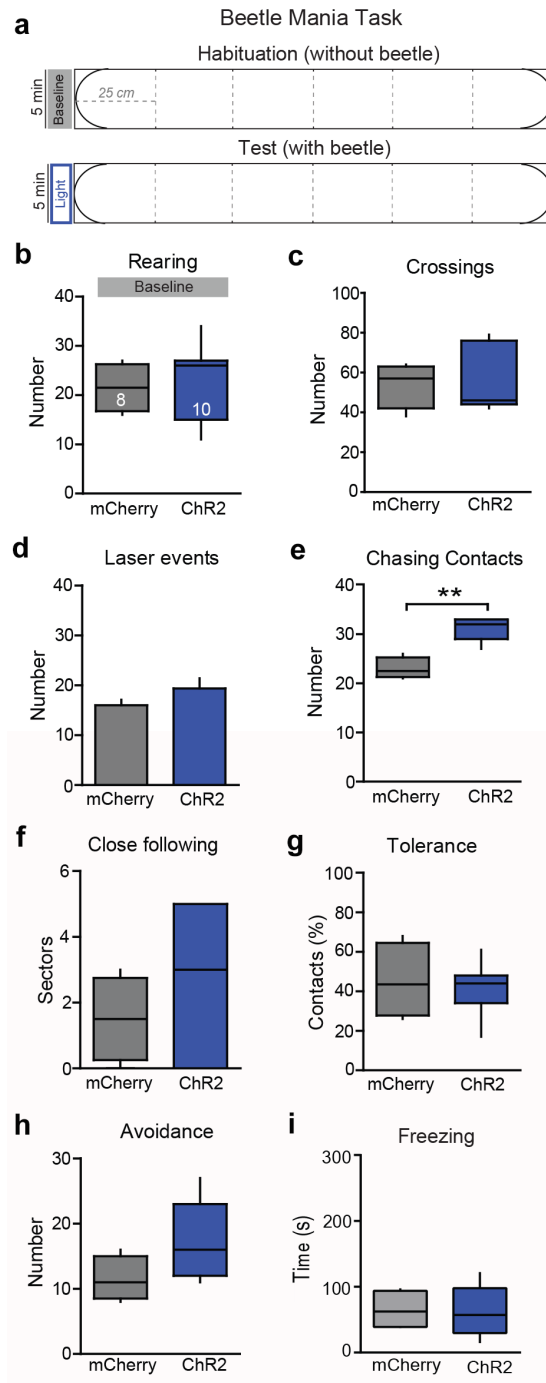 a
Beetle Mania Task
Habituation (without beetle)
5 min
Baseline
25 cm
Test (with beetle)
5 min
Light
b
Rearing
Baseline
Number
40
30
20
10
0
8
10
mCherry
ChR2
c
Crossings
Number
100
80
60
40
20
0
mCherry
ChR2
d
Laser events
Number
40
30
20
10
0
mCherry
ChR2
e
Chasing Contacts
**
Number
40
30
20
10
0
mCherry
ChR2
f
Close following
Sectors
6
4
2
0
mCherry
ChR2
g
Tolerance
Contacts (%)
100
80
60
40
20
0
mCherry
ChR2
h
Avoidance
Number
30
20
10
0
mCherry
ChR2
i
Freezing
Time (s)
300
200
100
0
mCherry
ChR2